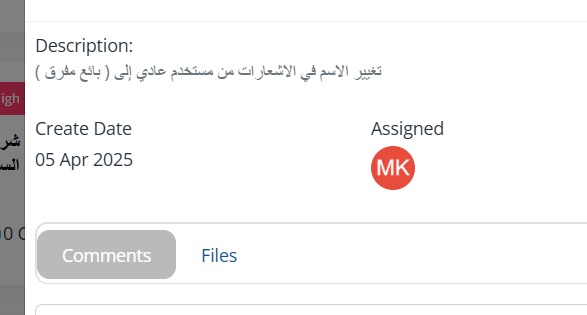 Description:
تغيير الاسم في الاشعارات من مستخدم عادي إلى ( بائع مفرق )
Create Date
Assigned
05 Apr 2025
MK
Comments
Files
igh
شر
الس